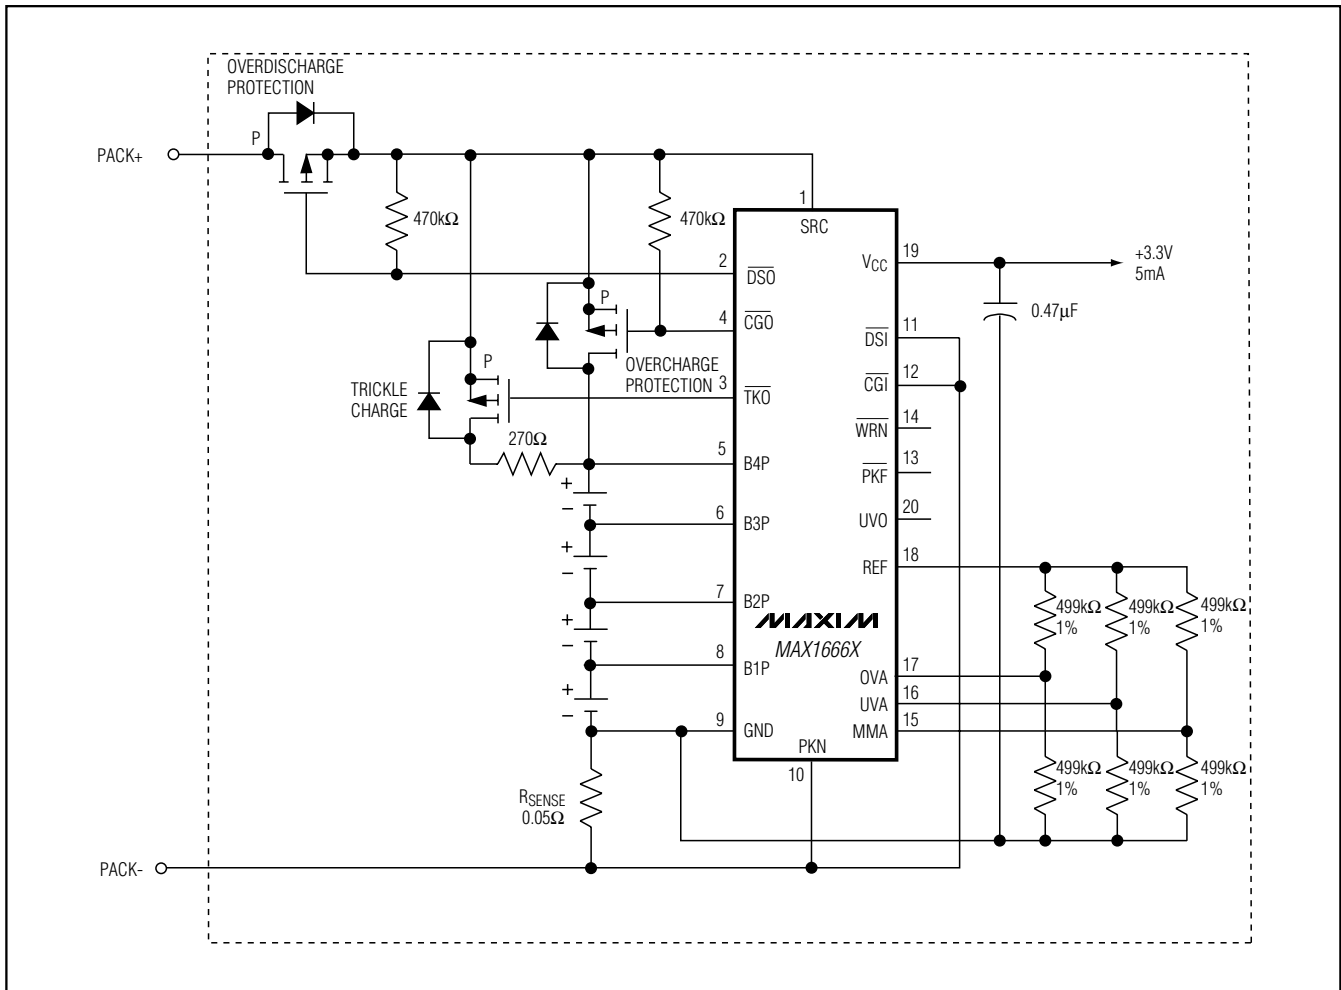 OVERDISCHARGE
PROTECTION
P
PACK+
470kΩ
470kΩ
1
SRC
2
DSO
VCC
19
+3.3V
5mA
0.47µF
P
4
CGO
11
DSI
OVERCHARGE
PROTECTION
12
CGI
P
3
TKO
TRICKLE
CHARGE
14
WRN
270Ω
5
B4P
13
PKF
+
–
6
B3P
20
UVO
+
–
18
REF
7
B2P
499kΩ
1%
499kΩ
1%
499kΩ
1%
MAXIM
MAX1666X
+
–
8
B1P
17
OVA
16
UVA
15
MMA
+
–
9
GND
PKN
10
499kΩ
1%
499kΩ
1%
499kΩ
1%
RSENSE
0.05Ω
PACK-